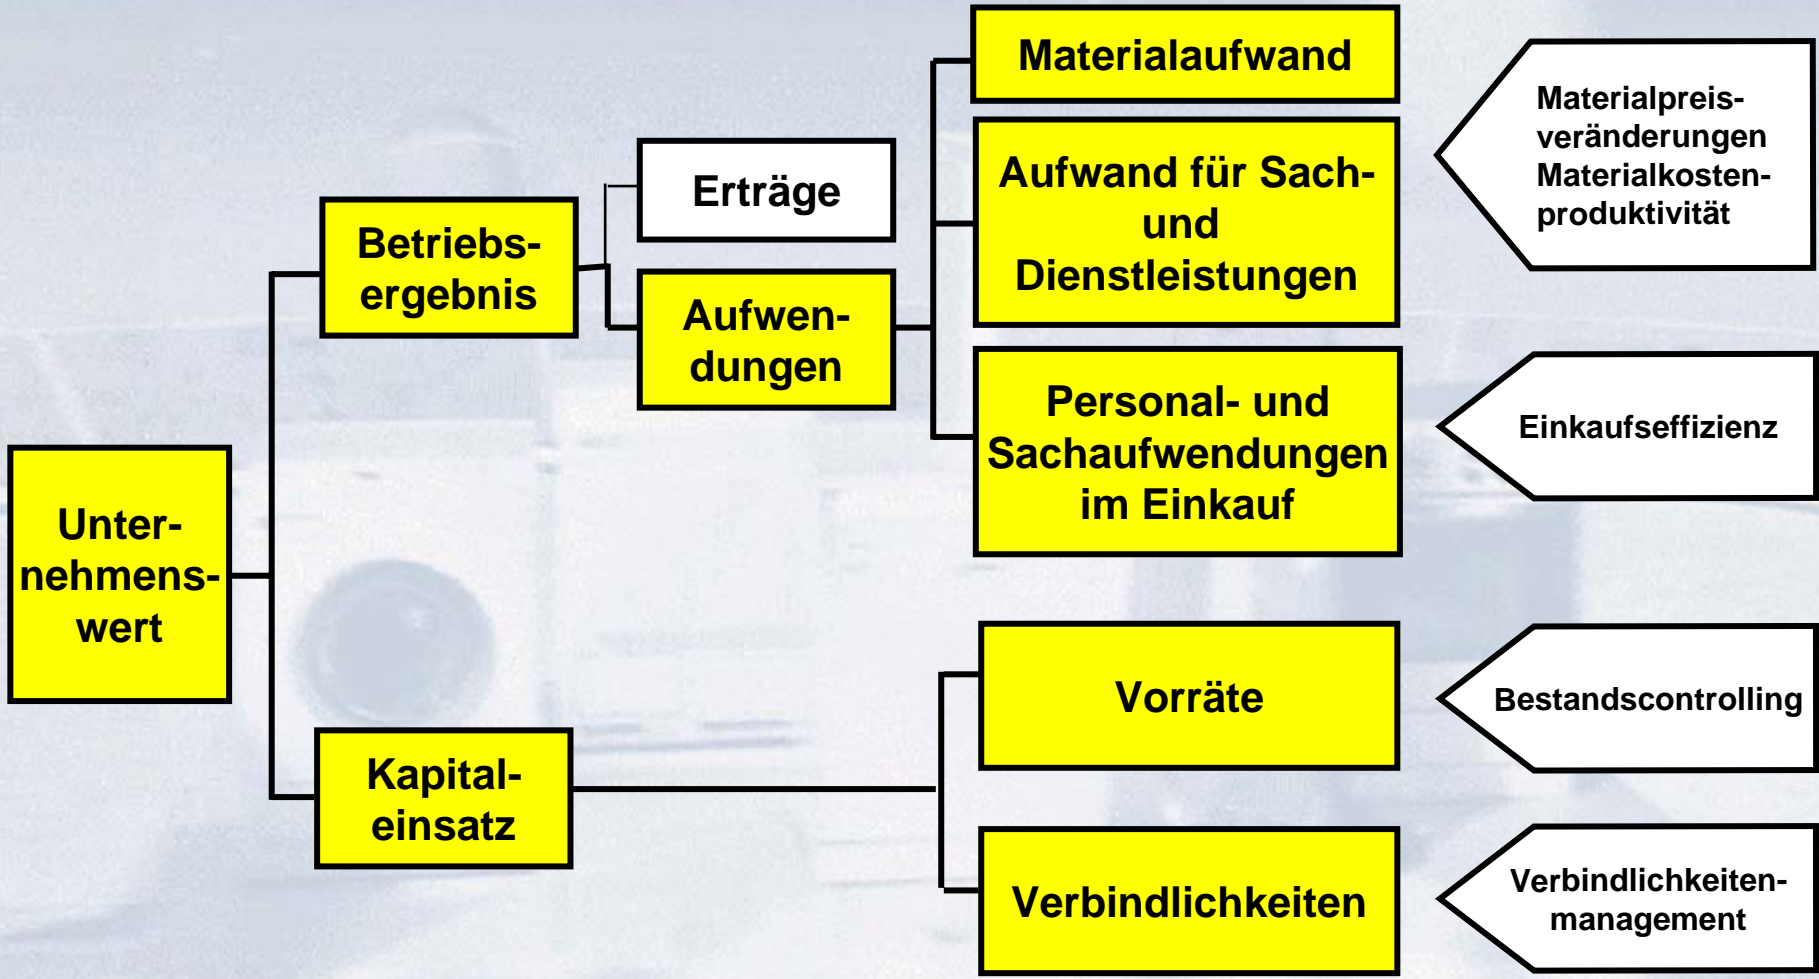 Materialaufwand
Materialpreis-
veränderungen
Materialkosten-
produktivität
Aufwand für Sach-
und
Dienstleistungen
Erträge
Betriebs-
ergebnis
Aufwen-
dungen
Personal- und
Sachaufwendungen
im Einkauf
Einkaufseffizienz
Unter-
nehmens-
wert
Vorräte
Bestandscontrolling
Kapital-
einsatz
Verbindlichkeiten
Verbindlichkeiten-
management